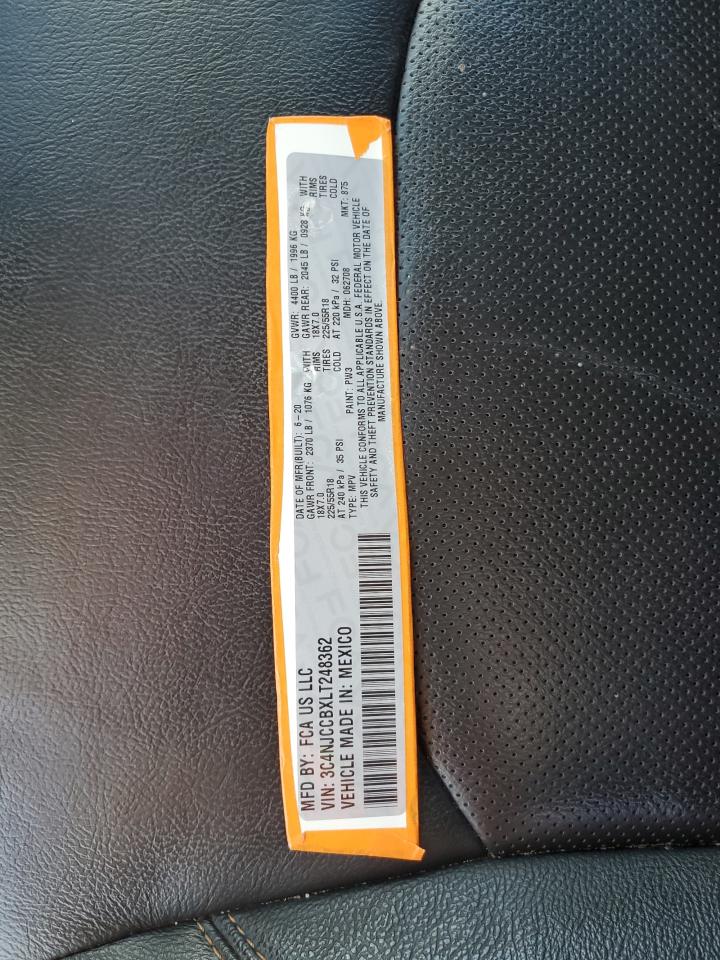 MFD BY: FCA US LLC
VIN: 3C4NJCCBXLT248362
VEHICLE MADE IN: MEXICO
DATE OF MFR(BUILT): 6-20 GVWR: 4400 LB / 1996 KG
GAWR FRONT: 2370 LB / 1076 KG WITH GAWR REAR: 2045 LB / 0928 KG WITH
18X7.0 RIMS 18X7.0 RIMS
225/55R18 TIRES 225/55R18 TIRES
AT 240 kPa / 35 PSI COLD AT 220 kPa / 32 PSI COLD
TYPE: MPV PAINT: PW3 MDH: 062708 MKT: 875
THIS VEHICLE CONFORMS TO ALL APPLICABLE U.S.A. FEDERAL MOTOR VEHICLE
SAFETY AND THEFT PREVENTION STANDARDS IN EFFECT ON THE DATE OF
MANUFACTURE SHOWN ABOVE.